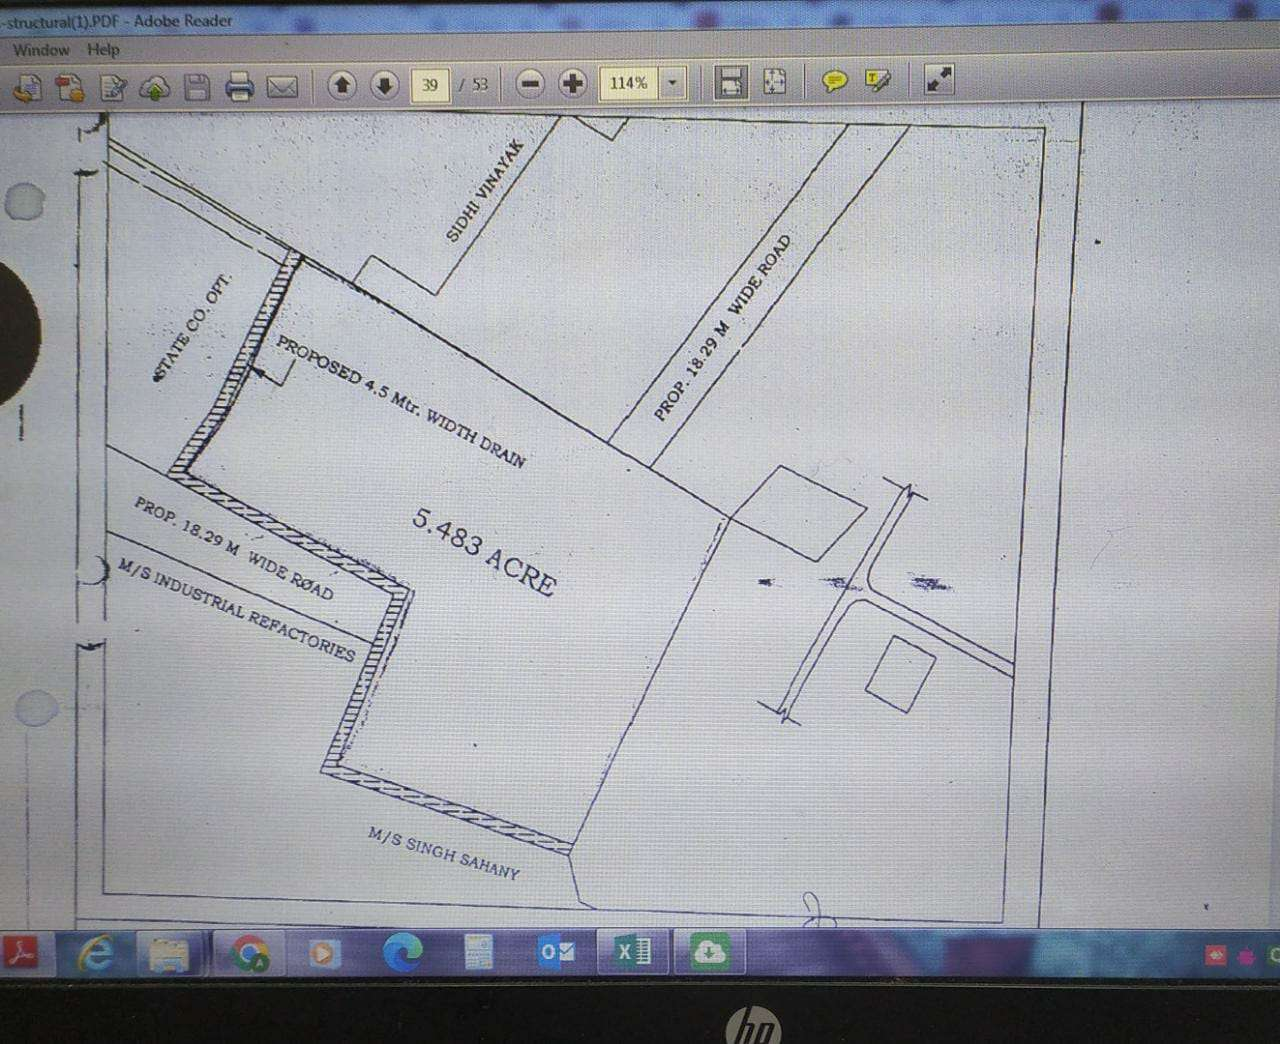 -structural(1).PDF - Adobe Reader
Window Help
39 / 53
114%
SIDHI VINAYAK
PROP. 18.29 M WIDE ROAD
STATE CO. OPT.
PROPOSED 4.5 Mtr. WIDTH DRAIN
5.483 ACRE
PROP. 18.29 M WIDE ROAD
M/S INDUSTRIAL REFACTORIES
M/S SINGH SAHANY
hp